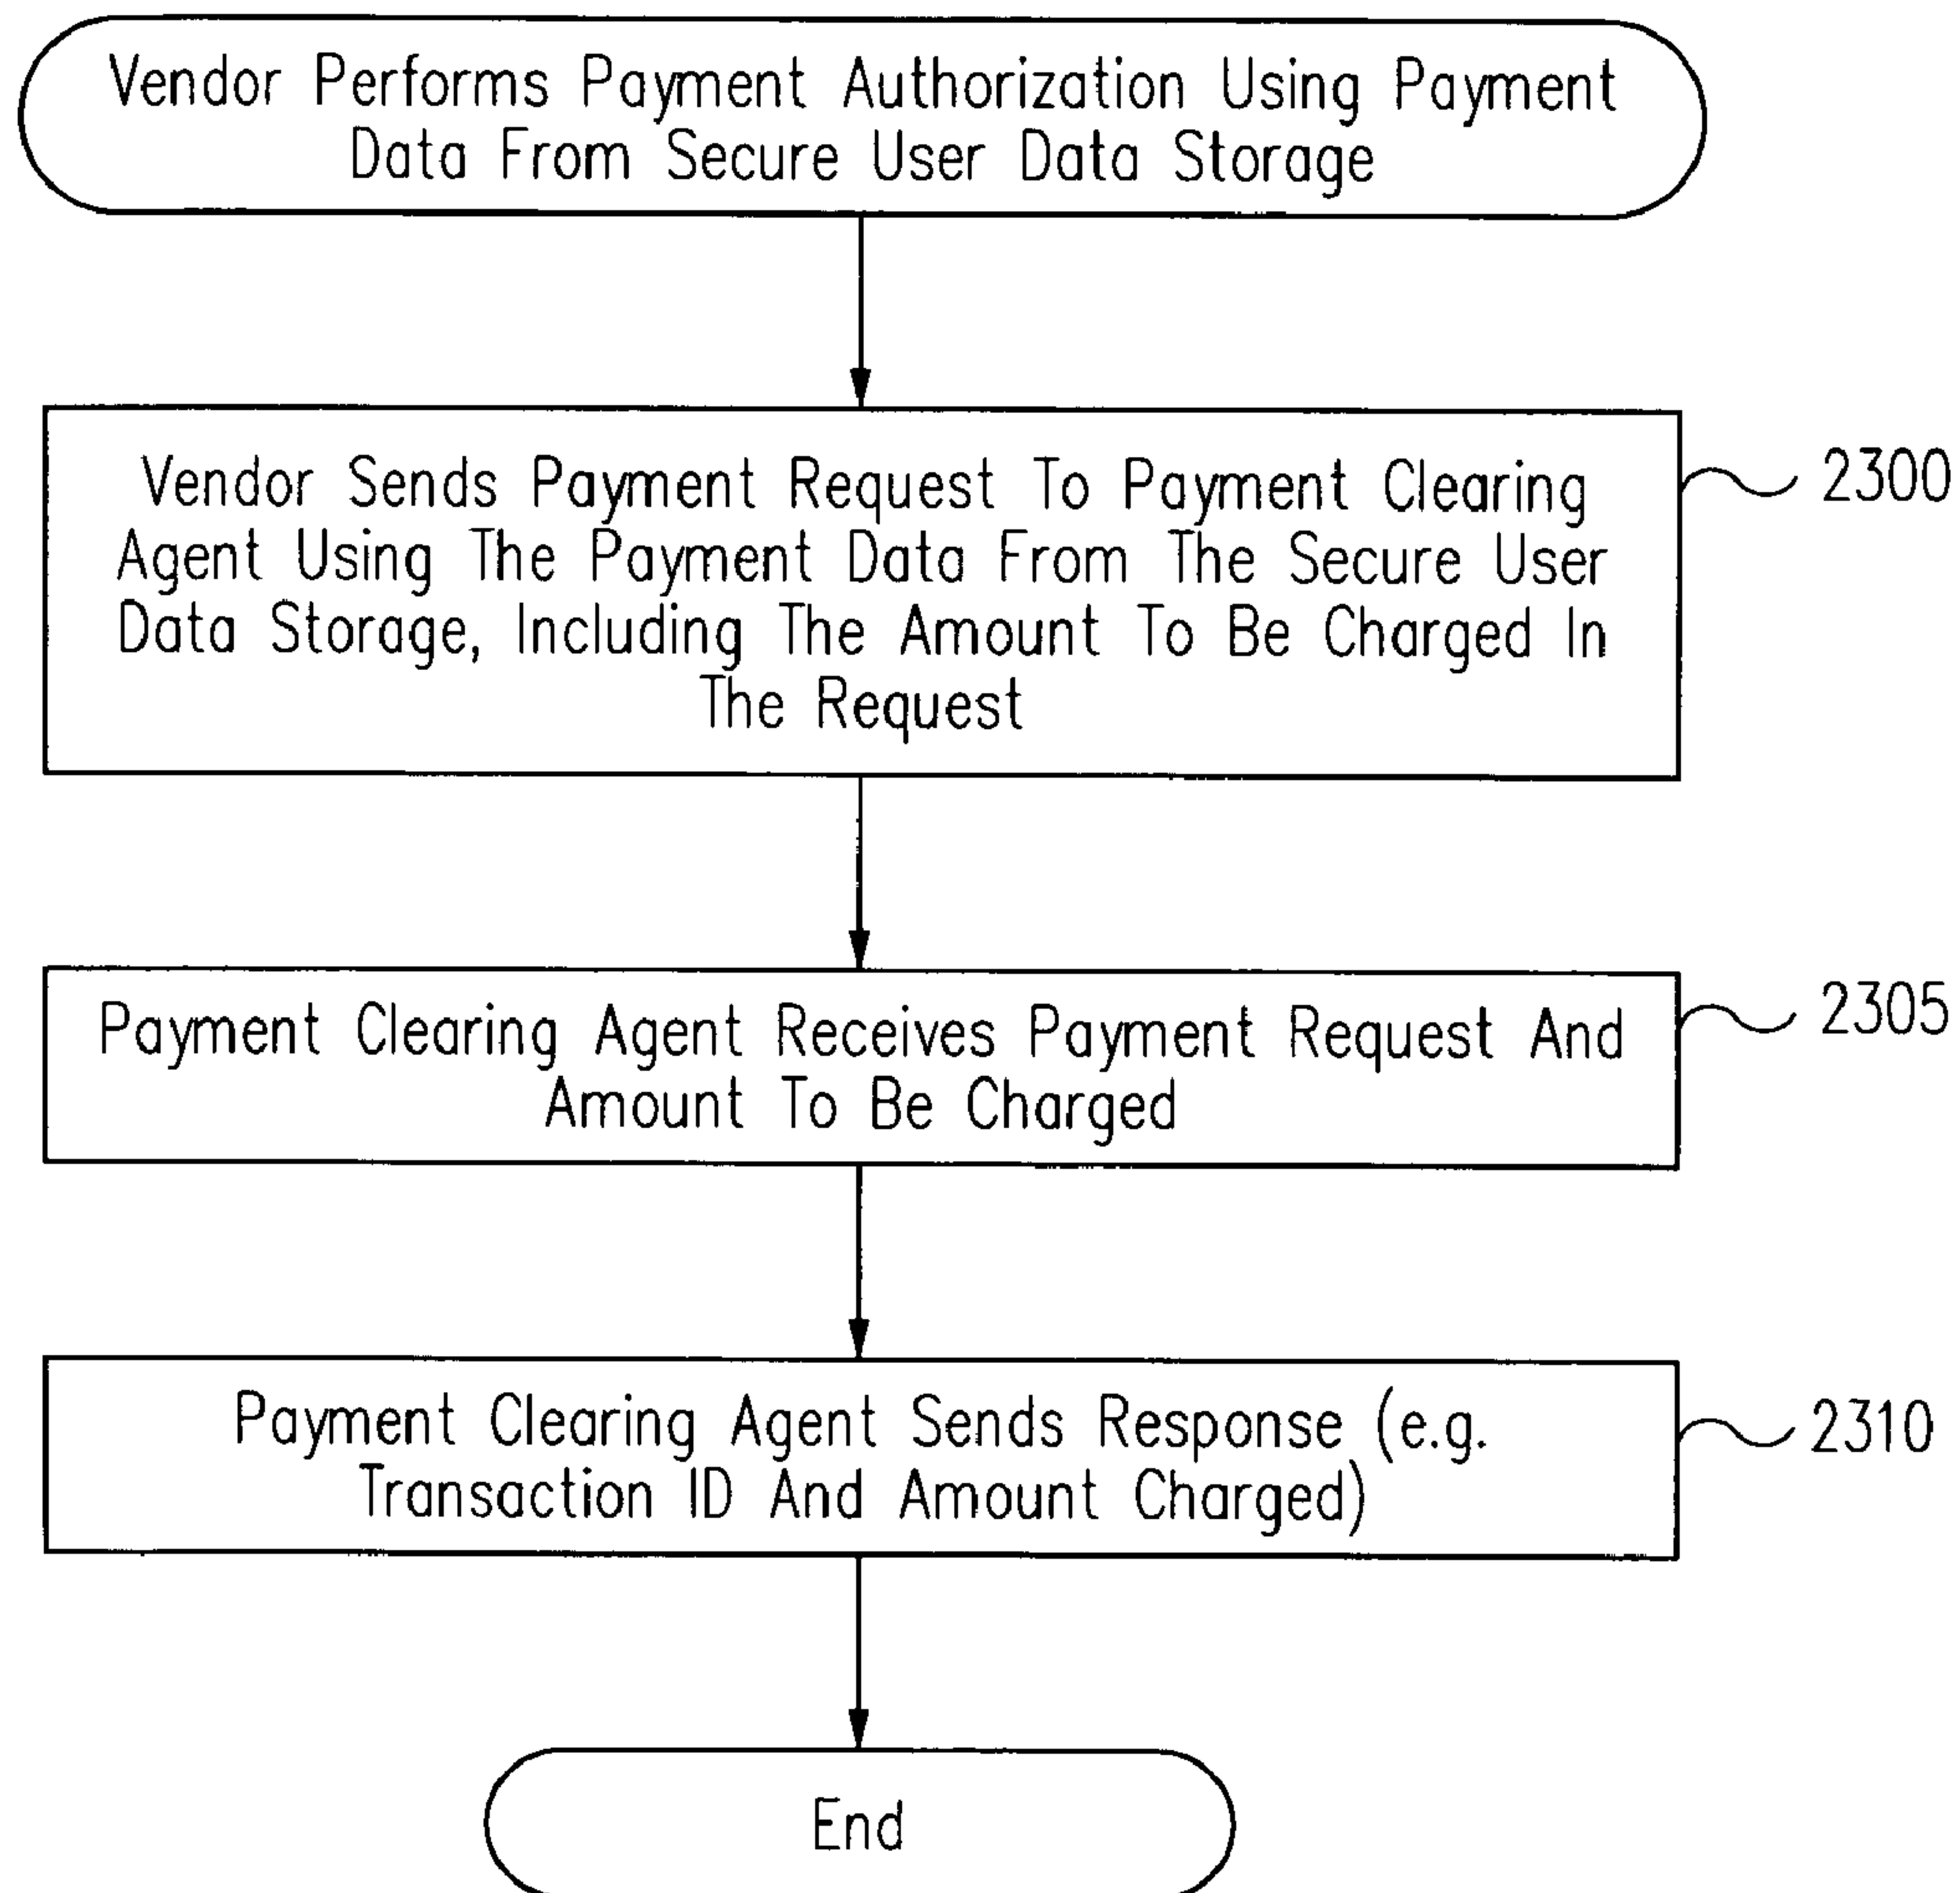 Vendor Performs Payment Authorization Using Payment
Data From Secure User Data Storage
Vendor Sends Payment Request To Payment Clearing
Agent Using The Payment Data From The Secure User
Data Storage, Including The Amount To Be Charged In
The Request
2300
Payment Clearing Agent Receives Payment Request And
Amount To Be Charged
2305
Payment Clearing Agent Sends Response (e.g.
Transaction ID And Amount Charged)
2310
End